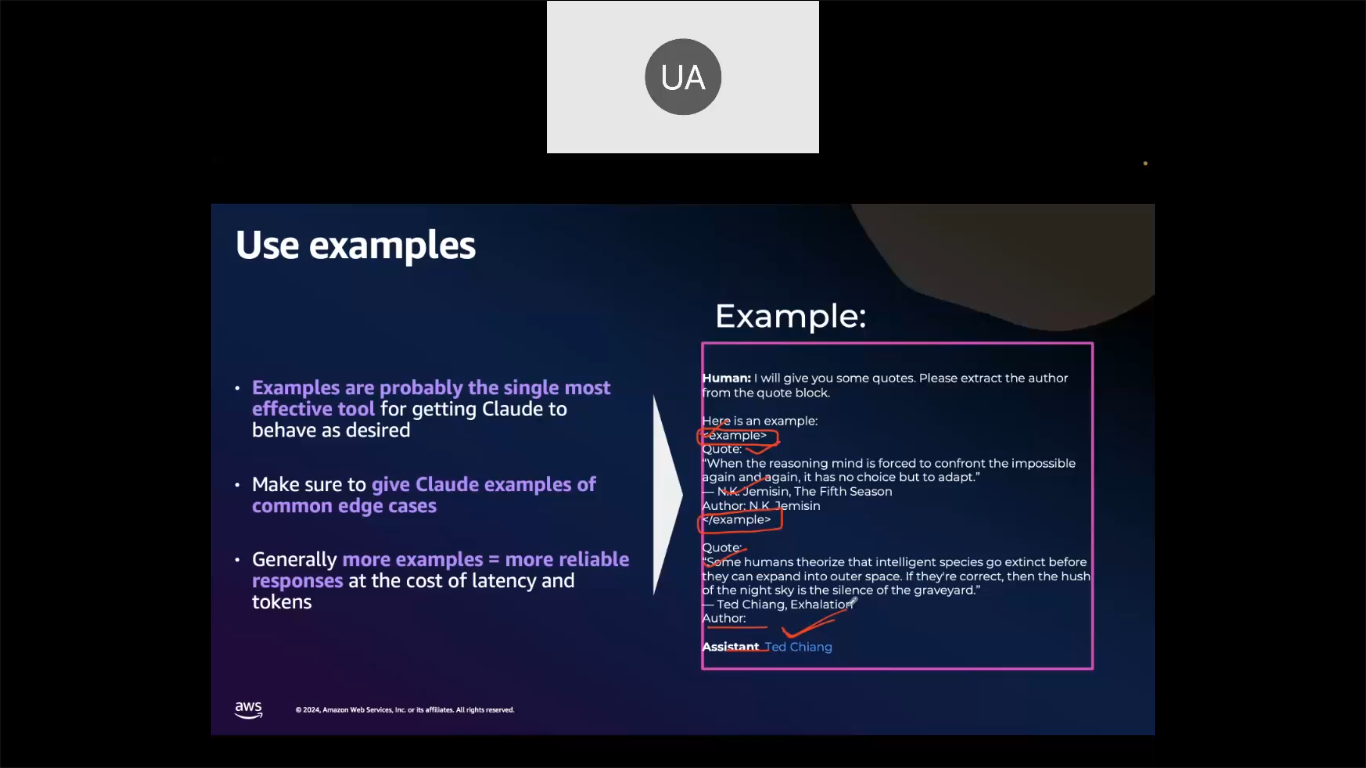 UA
Use examples
• Examples are probably the single most
effective tool for getting Claude to
behave as desired
• Make sure to give Claude examples of
common edge cases
• Generally more examples = more reliable
responses at the cost of latency and
tokens
Example:
Human: I will give you some quotes. Please extract the author
from the quote block.
Here is an example:
<example>
Quote:
“When the reasoning mind is forced to confront the impossible
again and again, it has no choice but to adapt.”
— N.K. Jemisin, The Fifth Season
Author: N.K. Jemisin
</example>
Quote:
“Some humans theorize that intelligent species go extinct before
they can expand into outer space. If they're correct, then the hush
of the night sky is the silence of the graveyard.”
— Ted Chiang, Exhalation
Author:
Assistant Ted Chiang
aws
© 2024, Amazon Web Services, Inc. or its affiliates. All rights reserved.